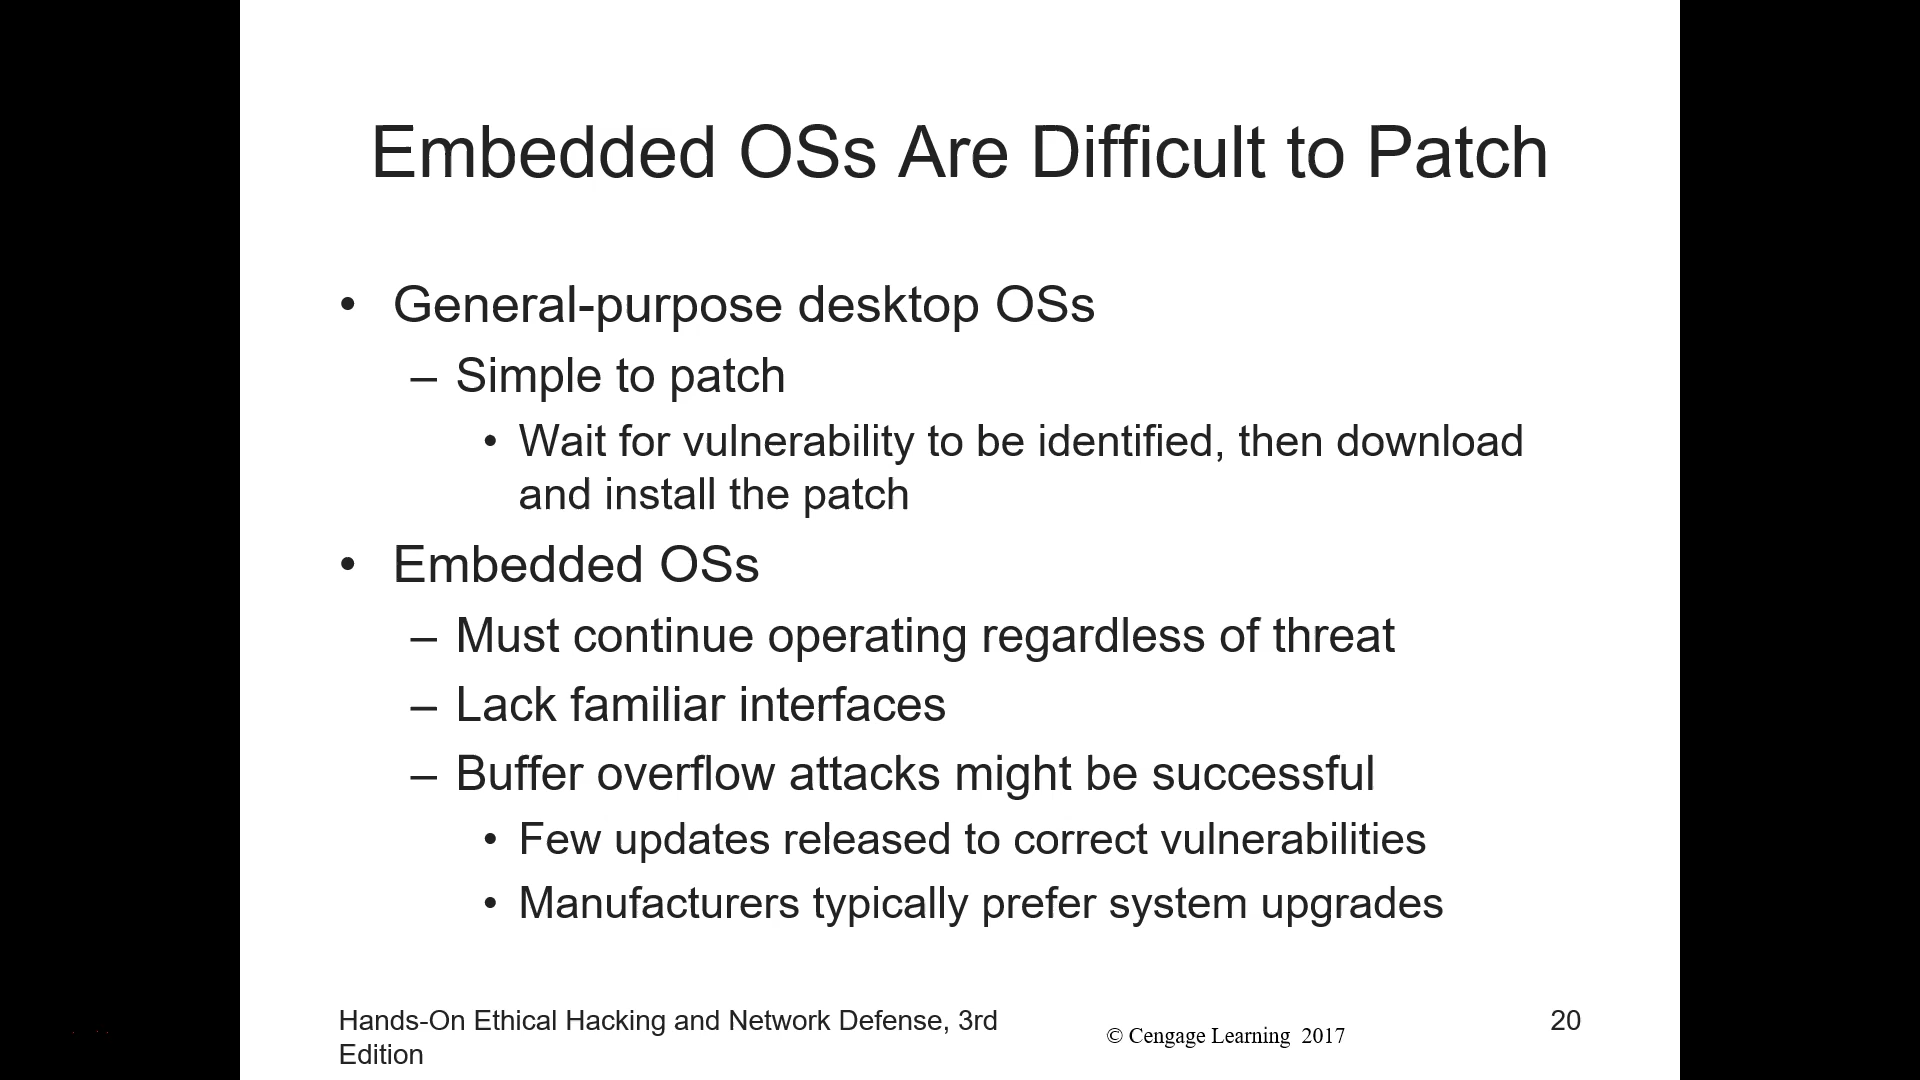 Embedded OSs Are Difficult to Patch
• General-purpose desktop OSs
– Simple to patch
• Wait for vulnerability to be identified, then download
and install the patch
• Embedded OSs
– Must continue operating regardless of threat
– Lack familiar interfaces
– Buffer overflow attacks might be successful
• Few updates released to correct vulnerabilities
• Manufacturers typically prefer system upgrades
Hands-On Ethical Hacking and Network Defense, 3rd
Edition
© Cengage Learning 2017
20